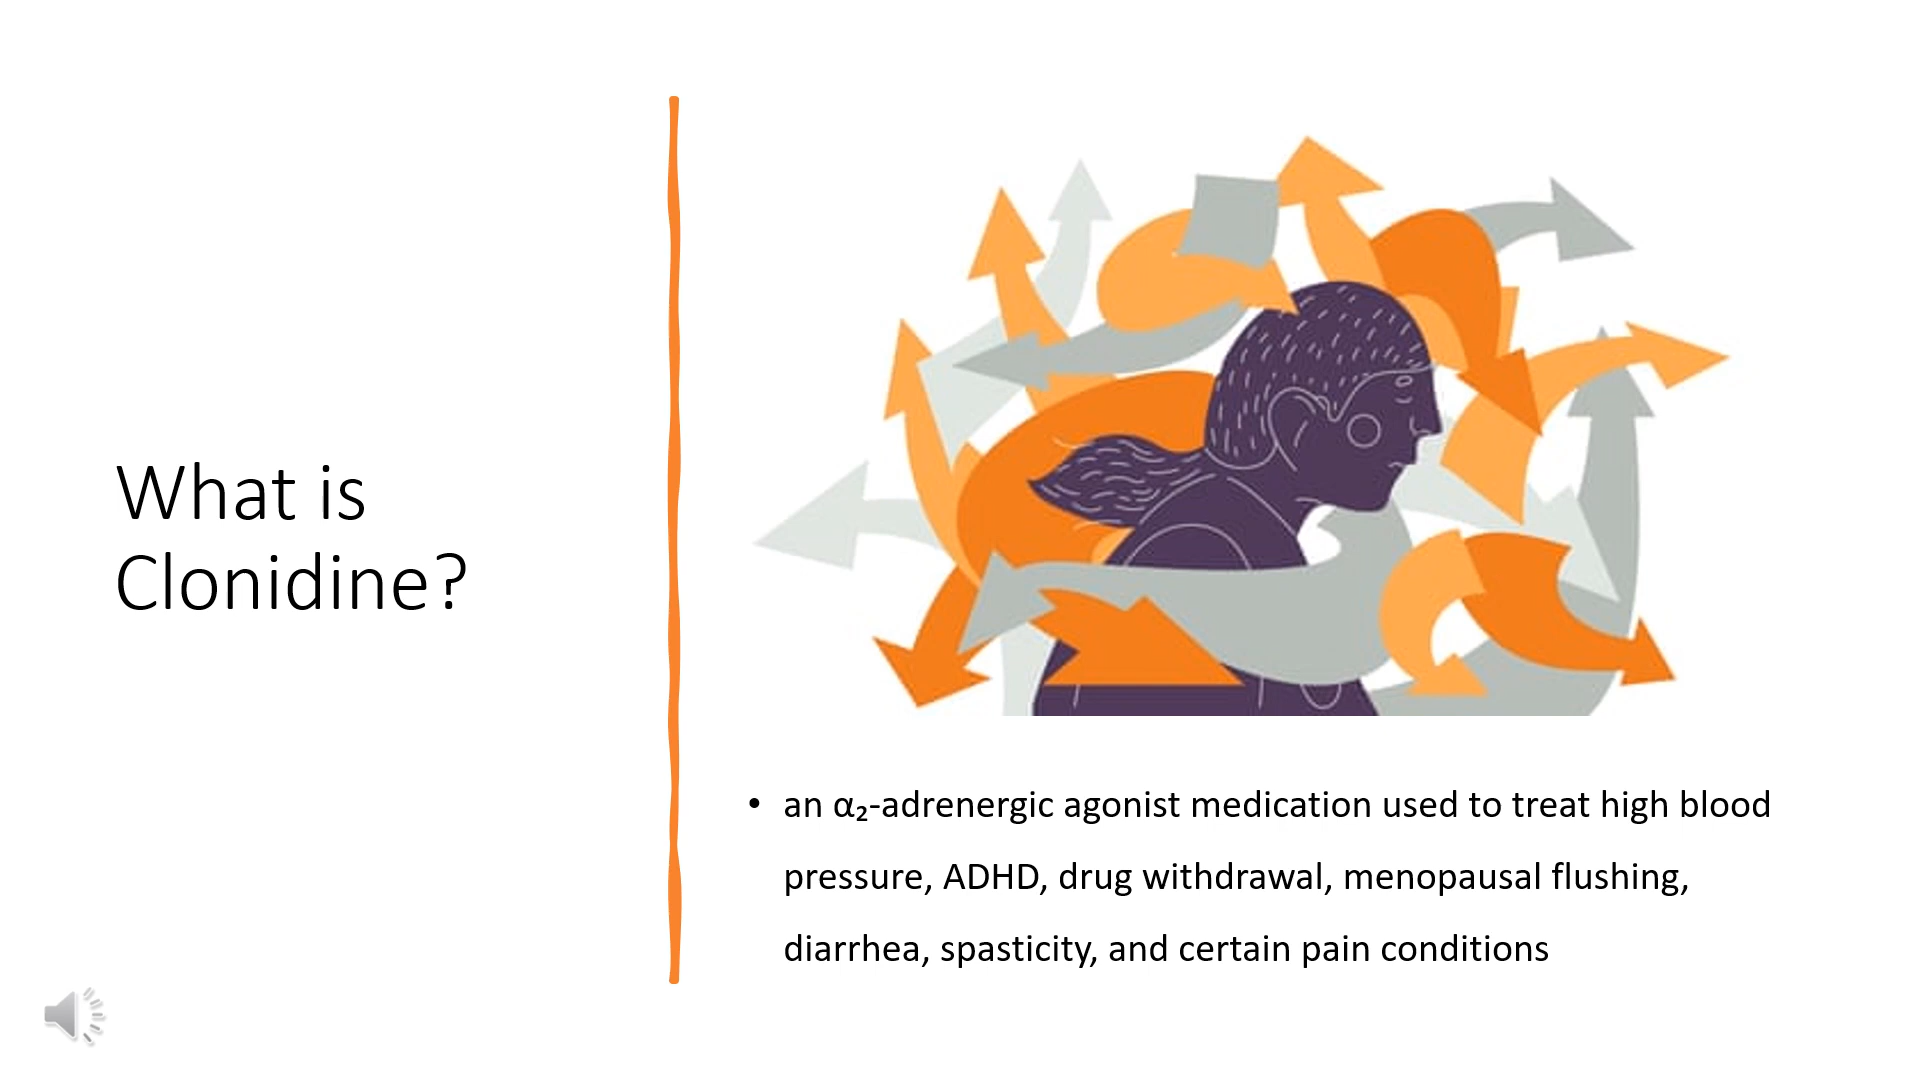 What is
Clonidine?
• an α₂-adrenergic agonist medication used to treat high blood
pressure, ADHD, drug withdrawal, menopausal flushing,
diarrhea, spasticity, and certain pain conditions